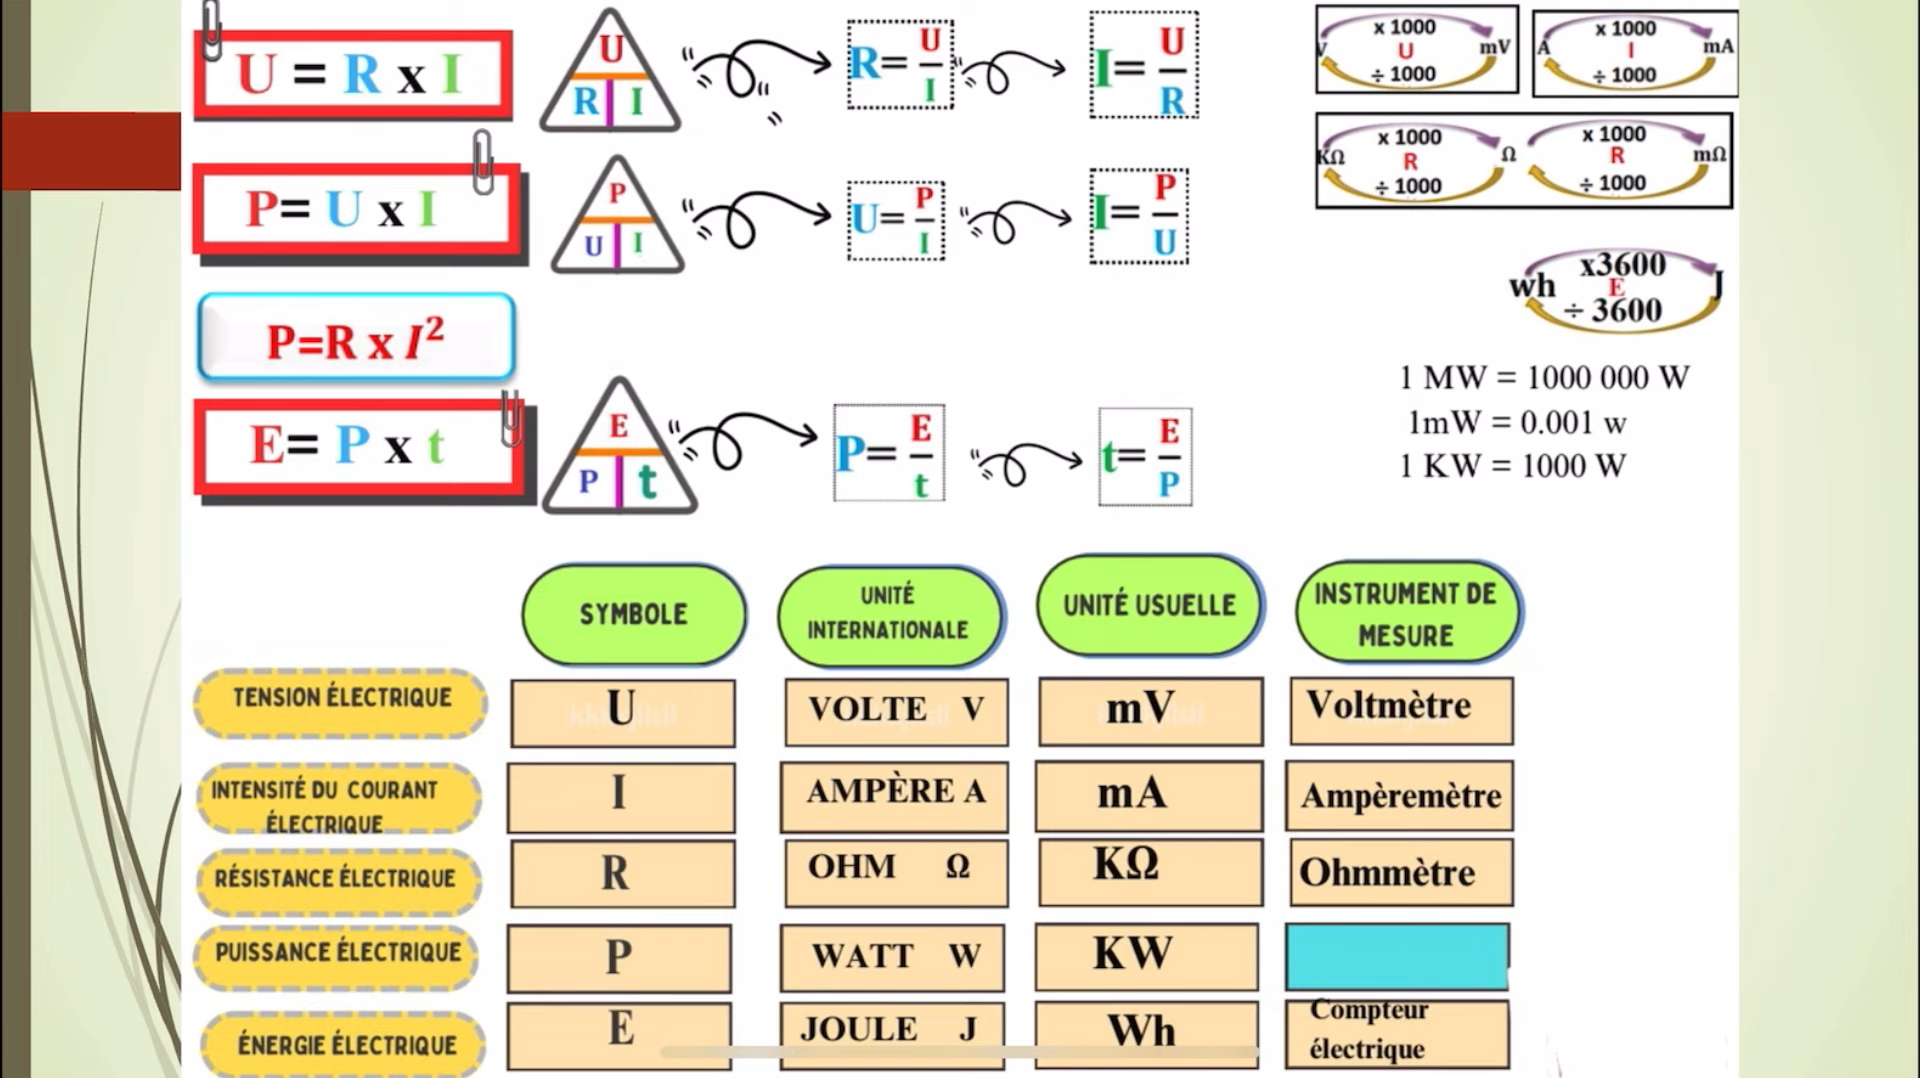 U = R x I
U
R I
R= U/I
I= U/R
x 1000
V U mV
÷ 1000
x 1000
A I mA
÷ 1000
x 1000
KΩ R Ω
÷ 1000
x 1000
R mΩ
÷ 1000
P= U x I
P
U I
U= P/I
I= P/U
x3600
wh E J
÷ 3600
P=R x I²
1 MW = 1000 000 W
1mW = 0.001 w
1 KW = 1000 W
E= P x t
E
P t
P= E/t
t= E/P
SYMBOLE
UNITÉ
INTERNATIONALE
UNITÉ USUELLE
INSTRUMENT DE
MESURE
TENSION ÉLECTRIQUE
U
VOLTE V
mV
Voltmètre
INTENSITÉ DU COURANT
ÉLECTRIQUE
I
AMPÈRE A
mA
Ampèremètre
RÉSISTANCE ÉLECTRIQUE
R
OHM Ω
KΩ
Ohmmètre
PUISSANCE ÉLECTRIQUE
P
WATT W
KW
ÉNERGIE ÉLECTRIQUE
E
JOULE J
Wh
Compteur
électrique